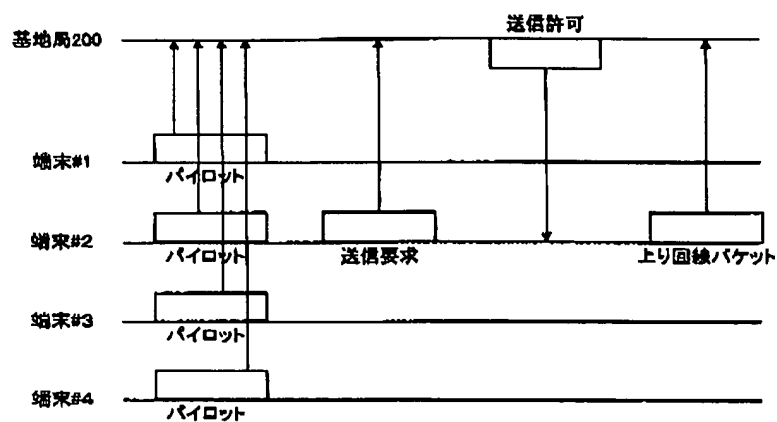 送信許可
基地局200
端末#1
パイロット
端末#2
パイロット
送信要求
上り回線パケット
端末#3
パイロット
端末#4
パイロット